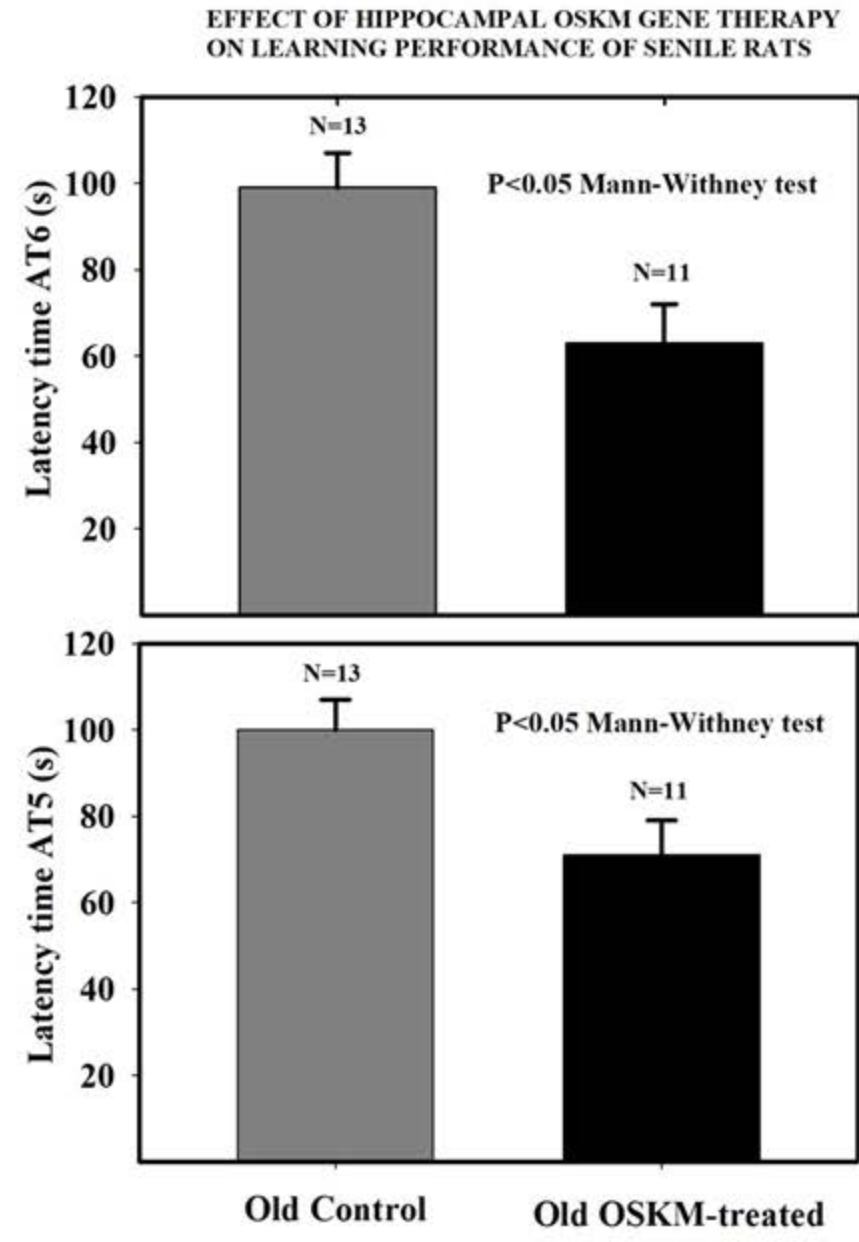 EFFECT OF HIPPOCAMPAL OSKM GENE THERAPY
ON LEARNING PERFORMANCE OF SENILE RATS
Latency time AT6 (s)
120
100
80
60
40
20
N=13
P<0.05 Mann-Withney test
N=11
Latency time AT5 (s)
120
100
80
60
40
20
N=13
P<0.05 Mann-Withney test
N=11
Old Control
Old OSKM-treated